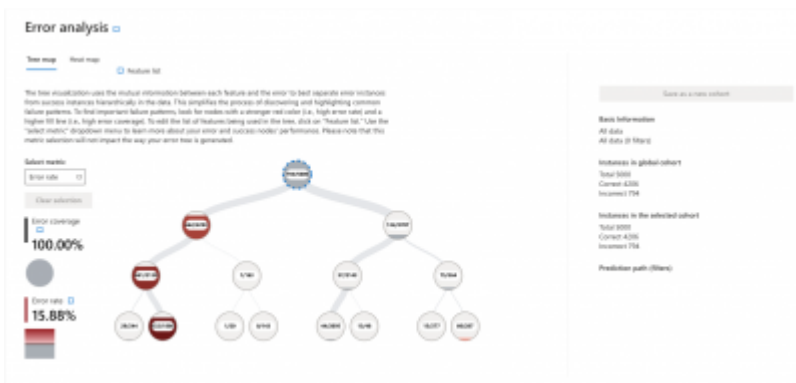 Error analysis
Tree map Heat map
Feature list
The tree visualization uses the mutual information between each feature and the error to best separate error instances
from success instances hierarchically in the data. This simplifies the process of discovering and highlighting common
failure patterns. To find important failure patterns, look for nodes with a stronger red color (i.e., high error rate) and a
higher fill line (i.e., high error coverage). To edit the list of features being used in the tree, click on "Feature list." Use the
"select metric" dropdown menu to learn more about your error and success nodes' performance. Please note that this
metric selection will not impact the way your error tree is generated.
Select metric
Error rate
Clear selection
Error coverage
100.00%
Error rate
15.88%
Save as a new cohort
Basic Information
All data
All data (0 filters)
Instances in global cohort
Total 5000
Correct 4206
Incorrect 794
Instances in the selected cohort
Total 5000
Correct 4206
Incorrect 794
Prediction path (filters)